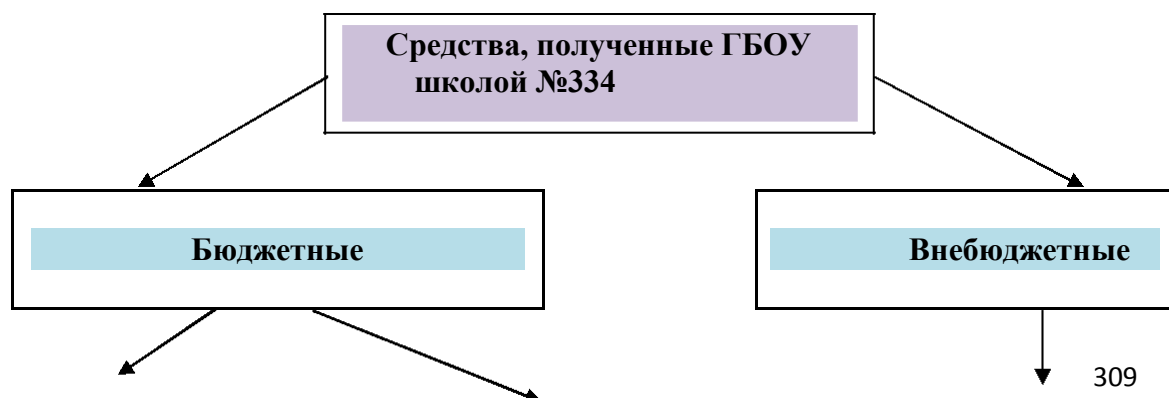 Средства, полученные ГБОУ
школой №334
Бюджетные
Внебюджетные
309